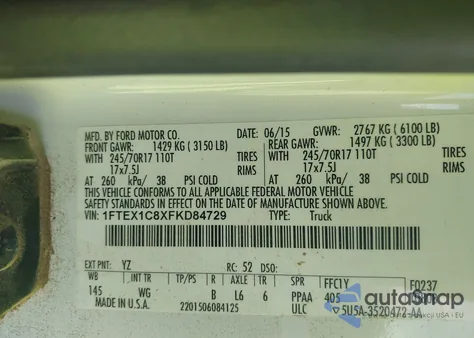 MFD. BY FORD MOTOR CO.
DATE: 06/15 GVWR: 2767 KG (6100 LB)
FRONT GAWR: 1429 KG (3150 LB) REAR GAWR: 1497 KG (3300 LB)
WITH 245/70R17 110T TIRES WITH 245/70R17 110T TIRES
17x7.5J RIMS 17x7.5J RIMS
AT 260 kPa/ 38 PSI COLD AT 260 kPa/ 38 PSI COLD
THIS VEHICLE CONFORMS TO ALL APPLICABLE FEDERAL MOTOR VEHICLE
SAFETY STANDARDS IN EFFECT ON THE DATE OF MANUFACTURE SHOWN ABOVE.
VIN: 1FTEX1C8XFKD84729 TYPE: Truck
EXT PNT: YZ RC: 52 DSO:
WB INT TR TP/PS R AXLE TR SPR FFC1Y F0237
145 WG B L6 6 PPAA 405
MADE IN U.S.A. 2201506084125 ULC 5U5A-3520472-AA
autoSnap